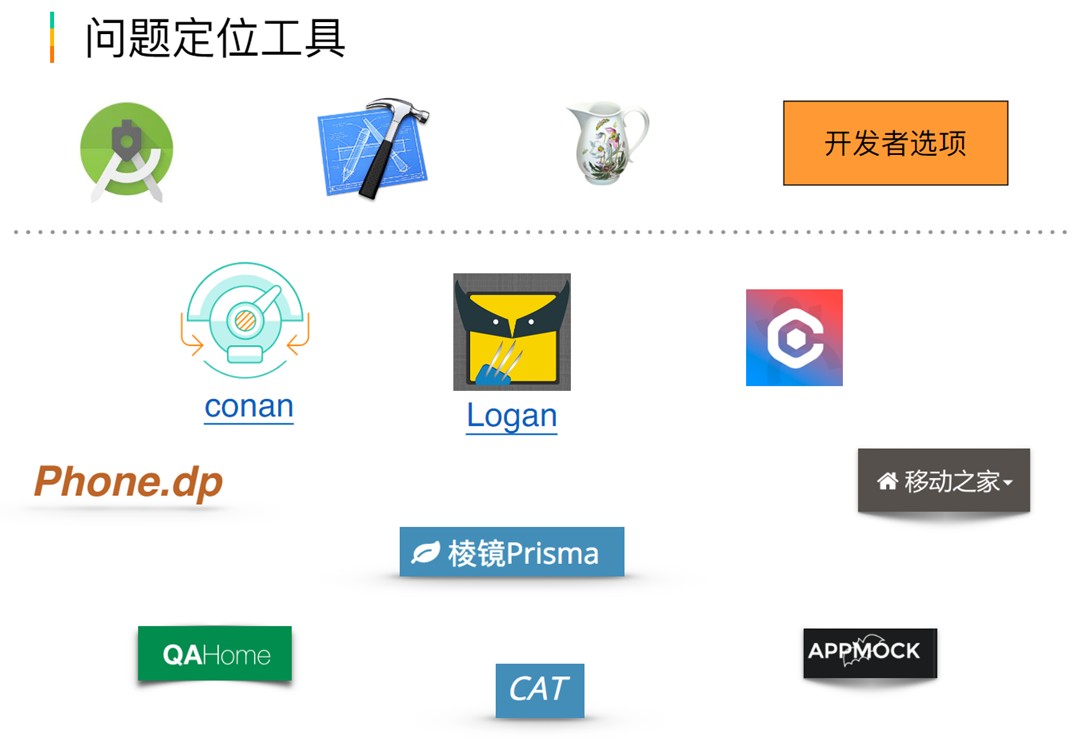 问题定位工具
开发者选项
conan
Logan
Phone.dp
移动之家
棱镜Prisma
QAHome
CAT
APPMOCK